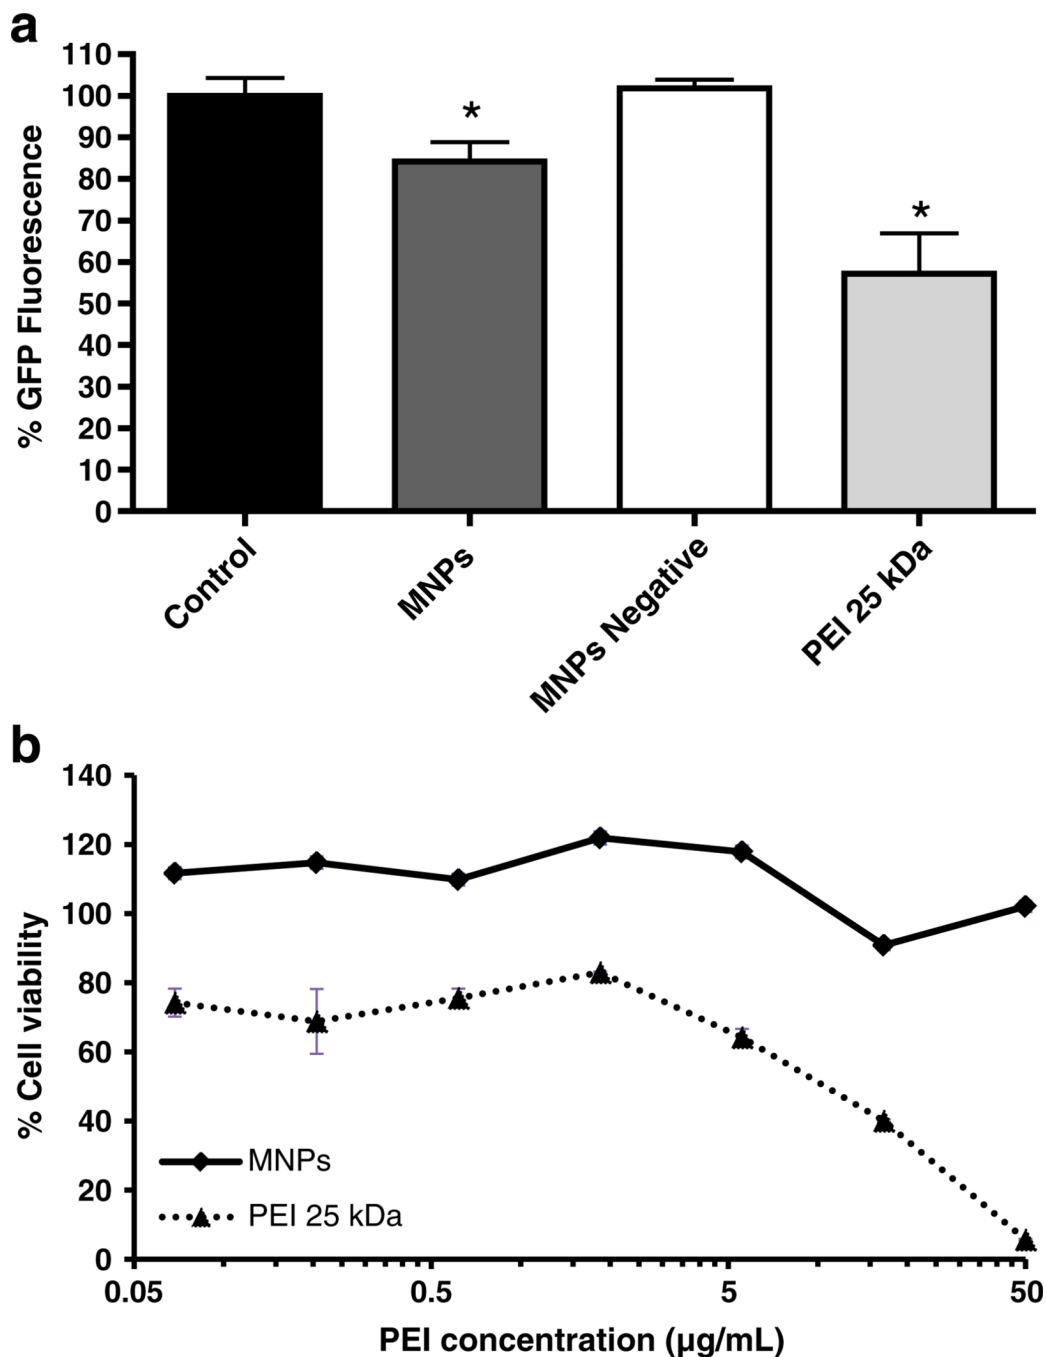 a
110
100
90
80
70
60
50
40
30
20
10
0
% GFP Fluorescence
*
*
Control
MNPs
MNPs Negative
PEI 25 kDa
b
140
120
100
80
60
40
20
0
% Cell viability
MNPs
PEI 25 kDa
0.05
0.5
5
50
PEI concentration (µg/mL)